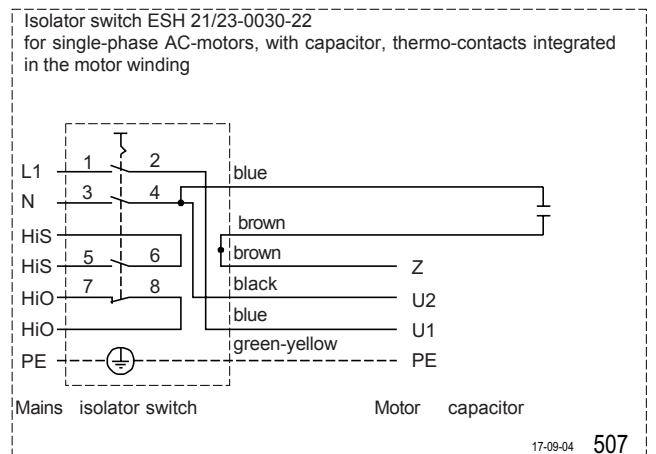 Isolator switch ESH 21/23-0030-22
for single-phase AC-motors, with capacitor, thermo-contacts integrated
in the motor winding
L1 1 2 blue
N 3 4
HiS brown
HiS 5 6 brown Z
HiO 7 8 black U2
HiO blue U1
PE green-yellow PE
Mains isolator switch Motor capacitor
17-09-04 507